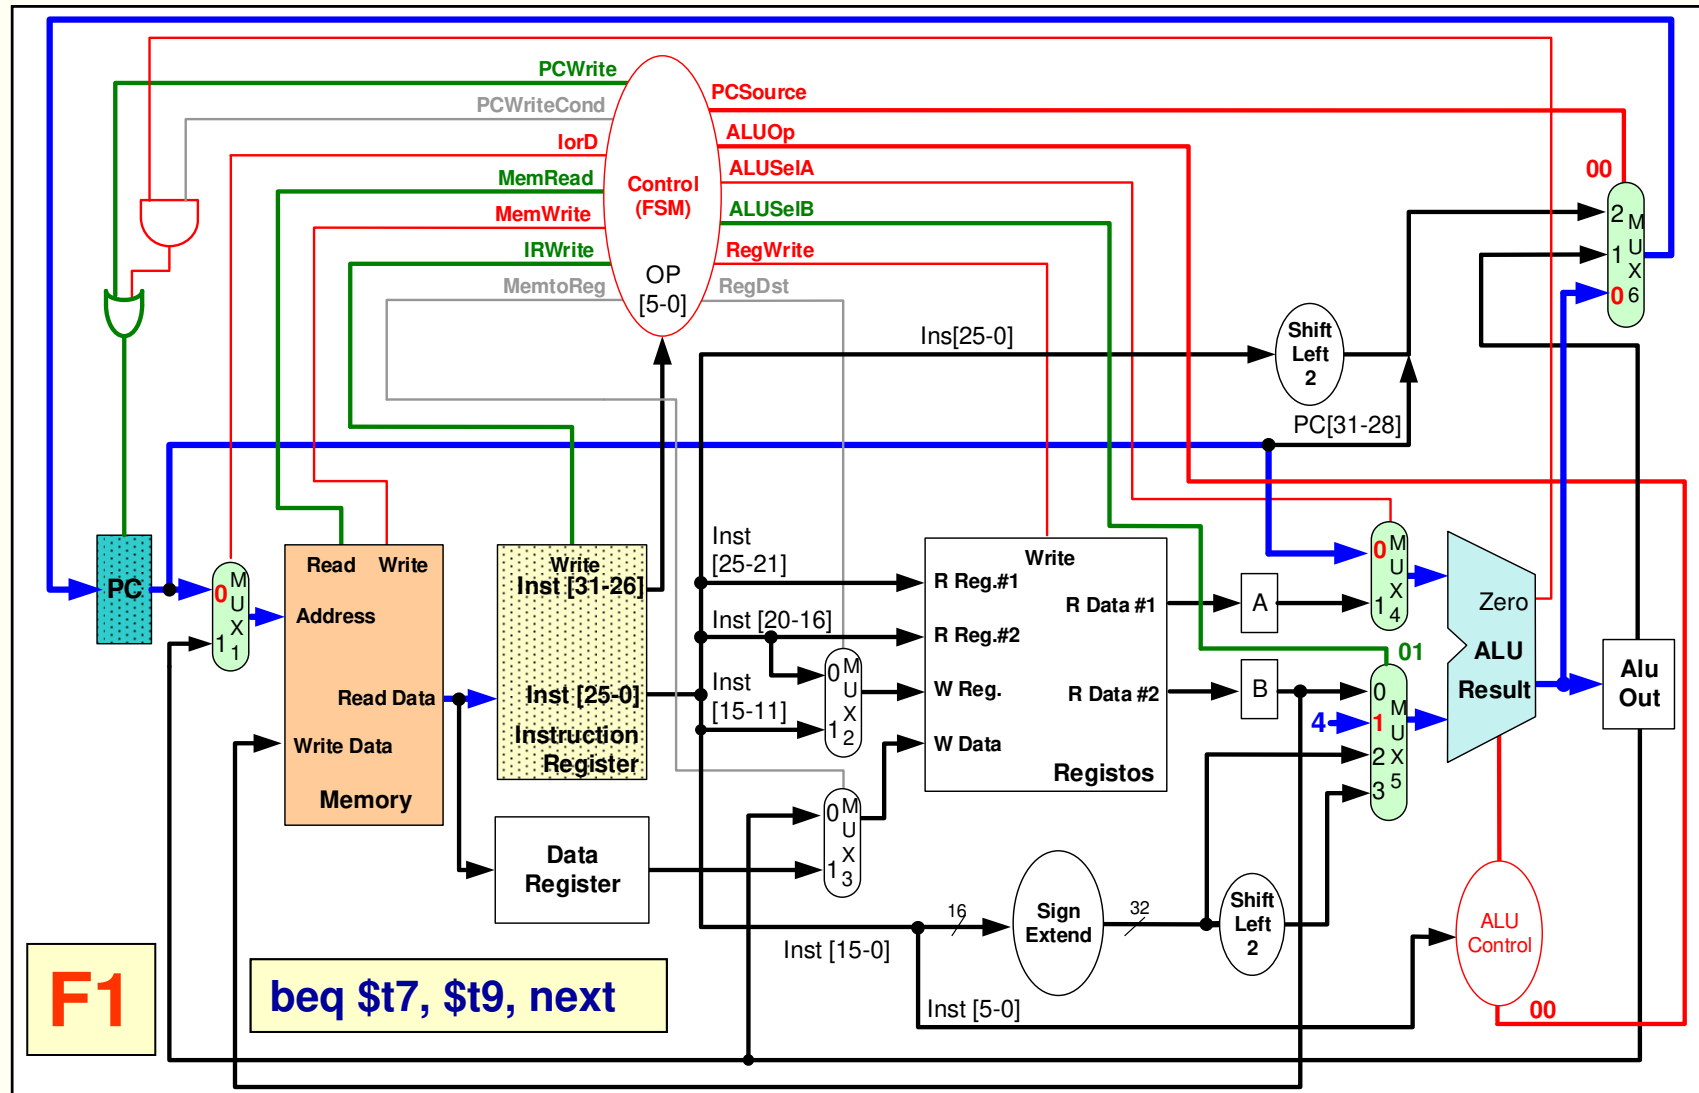 PCWrite
PCWriteCond
IorD
MemRead
MemWrite
IRWrite
MemtoReg
Control
(FSM)
OP
[5-0]
PCSource
ALUOp
ALUSelA
ALUSelB
RegWrite
RegDst
00
2
1
0
M
U
X
6
Ins[25-0]
Shift
Left
2
PC[31-28]
PC
0
1
M
U
X
1
Read
Write
Address
Read Data
Write Data
Memory
Write
Inst [31-26]
Inst [25-0]
Instruction
Register
Data
Register
Inst
[25-21]
Inst [20-16]
Inst
[15-11]
0
1
M
U
X
2
0
1
M
U
X
3
Write
R Reg.#1
R Reg.#2
W Reg.
W Data
R Data #1
R Data #2
Registos
A
B
0
1
M
U
X
4
01
4
0
1
2
3
M
U
X
5
Zero
ALU
Result
Alu
Out
16
Sign
Extend
32
Shift
Left
2
ALU
Control
00
Inst [15-0]
Inst [5-0]
F1
beq $t7, $t9, next